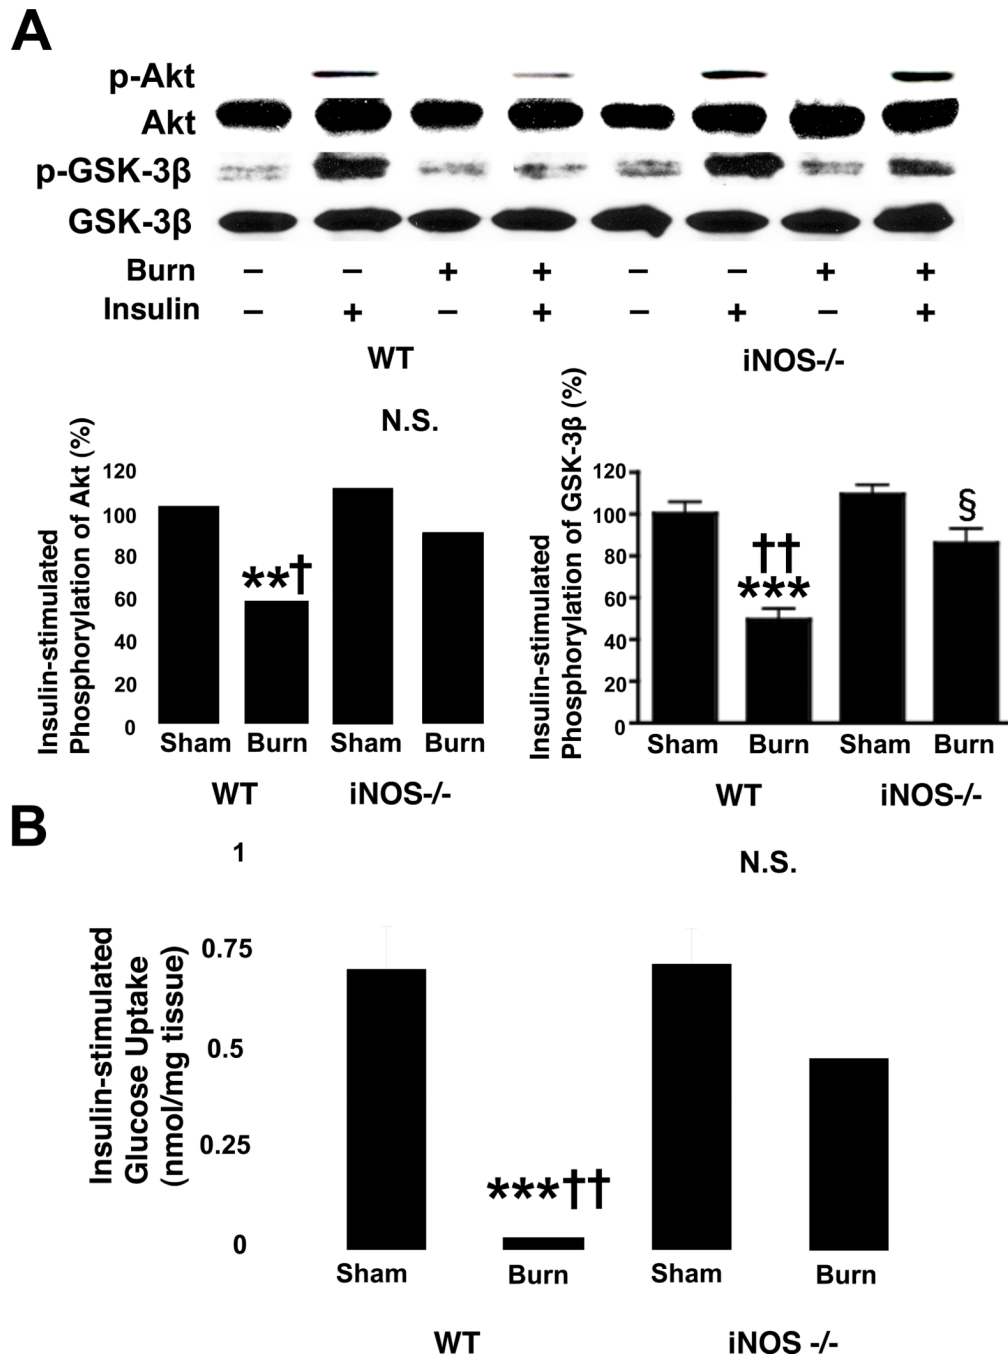 A
p-Akt
Akt
p-GSK-3β
GSK-3β
Burn − − + + − − + +
Insulin − + − + − + − +
WT iNOS-/-
N.S.
Insulin-stimulated
Phosphorylation of Akt (%)
120
100
80
60
40
20
0
**†
Sham Burn Sham Burn
WT iNOS-/-
Insulin-stimulated
Phosphorylation of GSK-3β (%)
120
100
80
60
40
20
0
††
***
§
Sham Burn Sham Burn
WT iNOS-/-
B
N.S.
Insulin-stimulated
Glucose Uptake
(nmol/mg tissue)
1
0.75
0.5
0.25
0
***††
Sham Burn Sham Burn
WT iNOS -/-